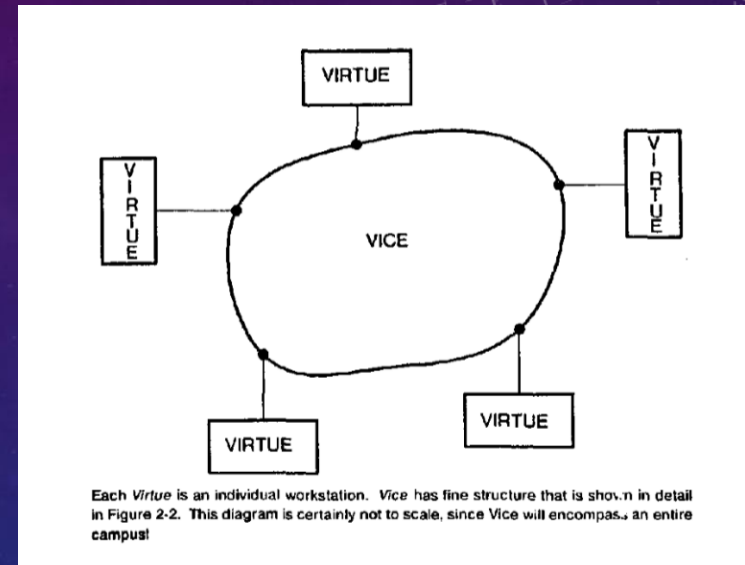 VIRTUE
VIRTUE
VIRTUE
VICE
VIRTUE
VIRTUE
Each Virtue is an individual workstation. Vice has fine structure that is shown in detail
in Figure 2-2. This diagram is certainly not to scale, since Vice will encompass an entire
campus!